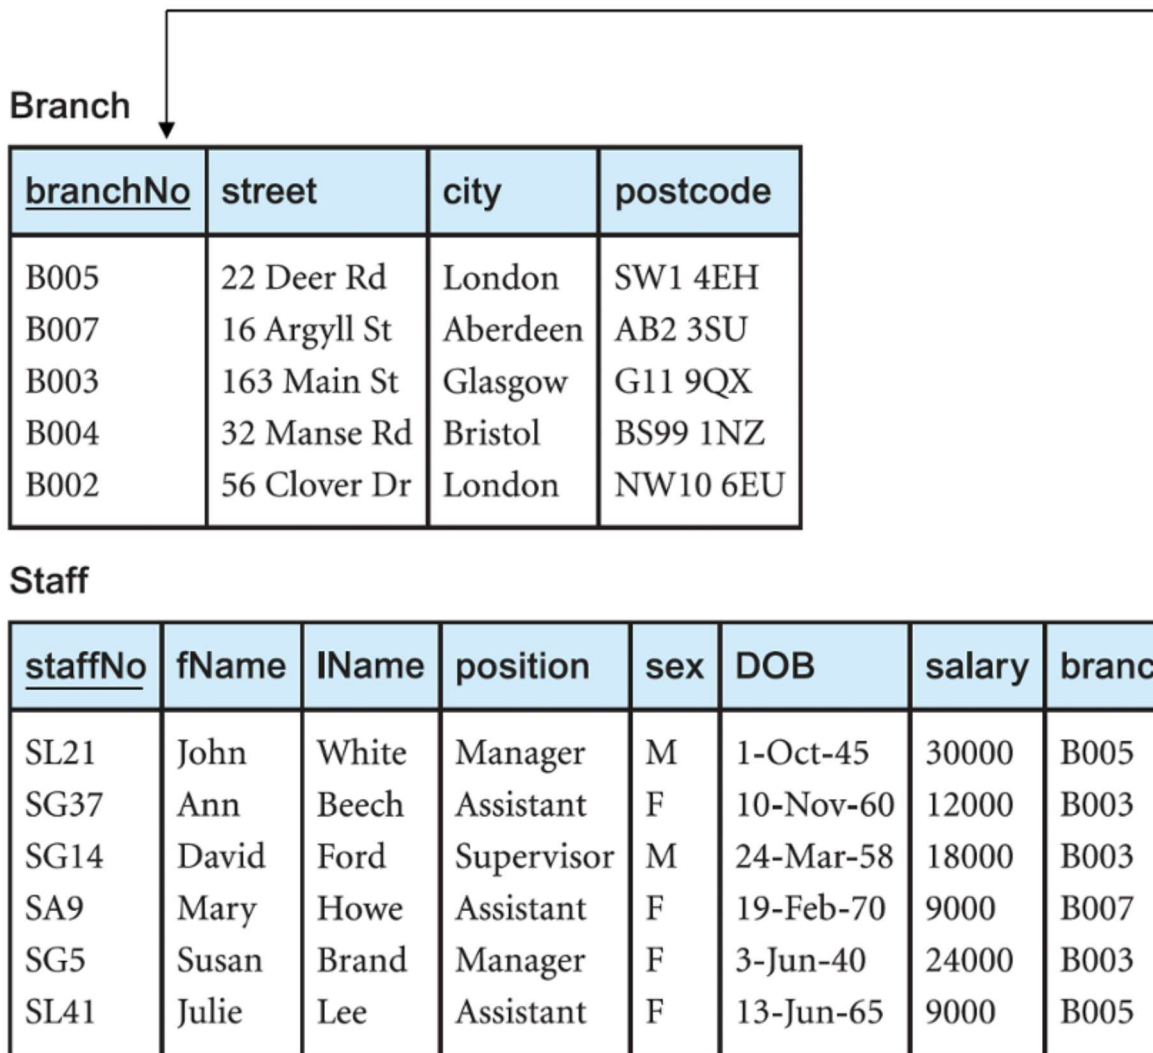 Branch
branchNo street city postcode
B005 22 Deer Rd London SW1 4EH
B007 16 Argyll St Aberdeen AB2 3SU
B003 163 Main St Glasgow G11 9QX
B004 32 Manse Rd Bristol BS99 1NZ
B002 56 Clover Dr London NW10 6EU
Staff
staffNo fName lName position sex DOB salary branc
SL21 John White Manager M 1-Oct-45 30000 B005
SG37 Ann Beech Assistant F 10-Nov-60 12000 B003
SG14 David Ford Supervisor M 24-Mar-58 18000 B003
SA9 Mary Howe Assistant F 19-Feb-70 9000 B007
SG5 Susan Brand Manager F 3-Jun-40 24000 B003
SL41 Julie Lee Assistant F 13-Jun-65 9000 B005